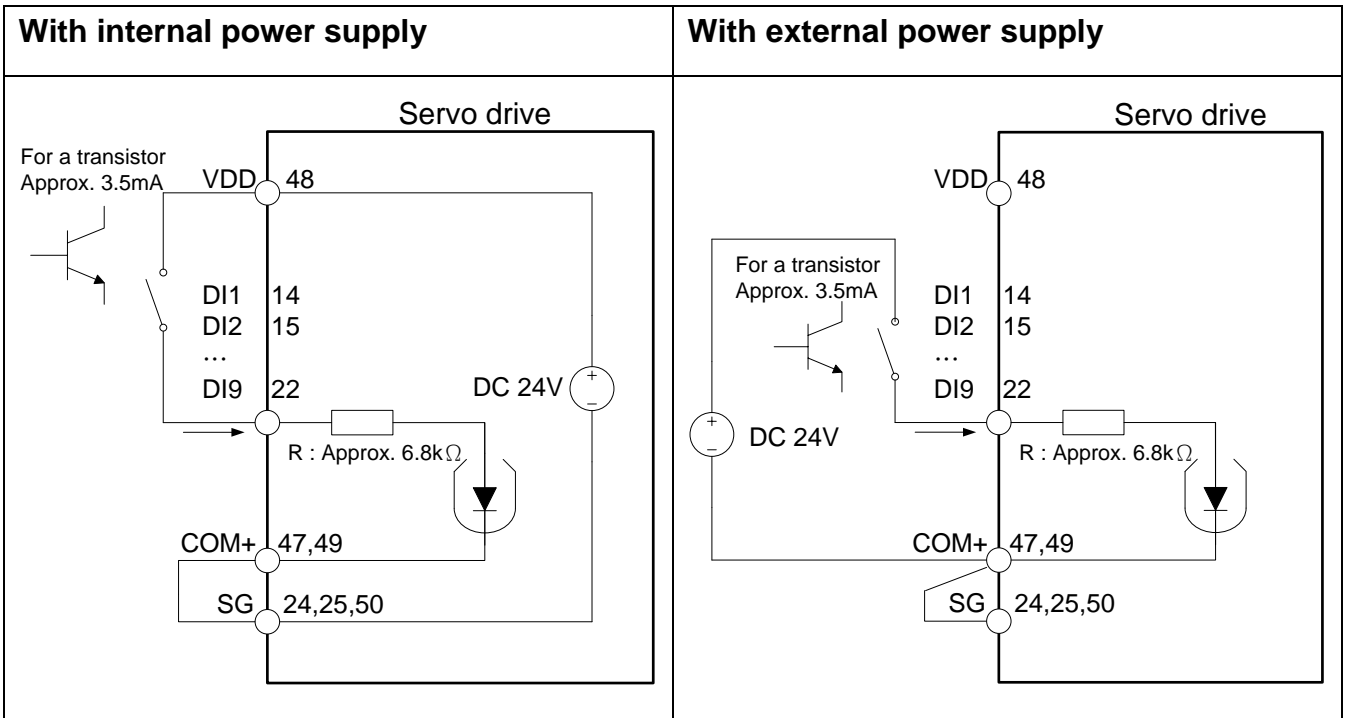 With internal power supply
With external power supply
Servo drive
For a transistor
Approx. 3.5mA
VDD 48
DI1 14
DI2 15
...
DI9 22
DC 24V
+
−
R : Approx. 6.8kΩ
COM+ 47,49
SG 24,25,50
Servo drive
VDD 48
For a transistor
Approx. 3.5mA
DI1 14
DI2 15
...
DI9 22
+
−
DC 24V
R : Approx. 6.8kΩ
COM+ 47,49
SG 24,25,50